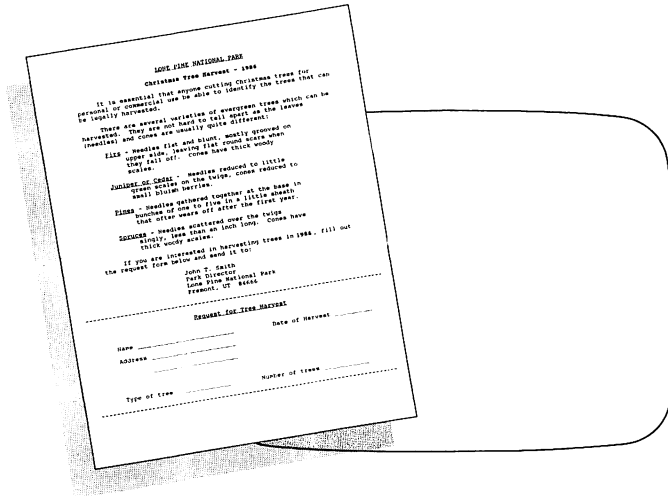 LONE PINE NATIONAL PARK
Christmas Tree Harvest - 1986
It is essential that anyone cutting Christmas trees for
personal or commercial use be able to identify the trees that can
be legally harvested.
There are several varieties of evergreen trees which can be
harvested. They are not hard to tell apart as the leaves
(needles) and cones are usually quite different:
Firs - Needles flat and blunt, mostly grooved on
upper side, leaving flat round scars when
they fall off. Cones have thick woody
scales.
Juniper or Cedar - Needles reduced to little
green scales on the twigs, cones reduced to
small bluish berries.
Pines - Needles gathered together at the base in
bunches of one to five in a little sheath
that often wears off after the first year.
Spruces - Needles scattered over the twigs
singly, less than an inch long. Cones have
thick woody scales.
If you are interested in harvesting trees in 1986, fill out
the request form below and send it to:
John T. Smith
Park Director
Lone Pine National Park
Fremont, UT 84666
Request for Tree Harvest
Name Date of Harvest
Address
Type of tree Number of trees